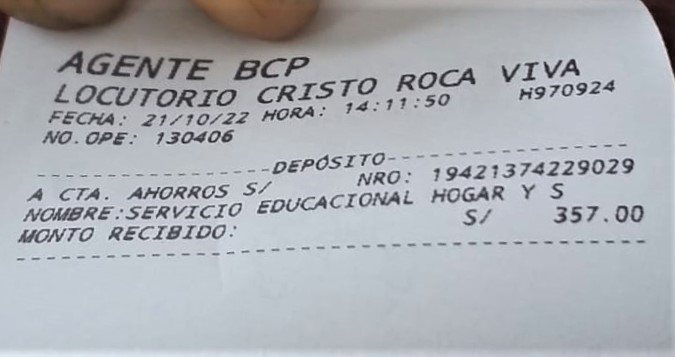 AGENTE BCP
LOCUTORIO CRISTO ROCA VIVA
FECHA: 21/10/22 HORA: 14:11:50 H970924
NO.OPE: 130406
--------------------DEPÓSITO--------------------
A CTA. AHORROS S/ NRO: 19421374229029
NOMBRE:SERVICIO EDUCACIONAL HOGAR Y S
MONTO RECIBIDO: S/ 357.00
------------------------------------------------